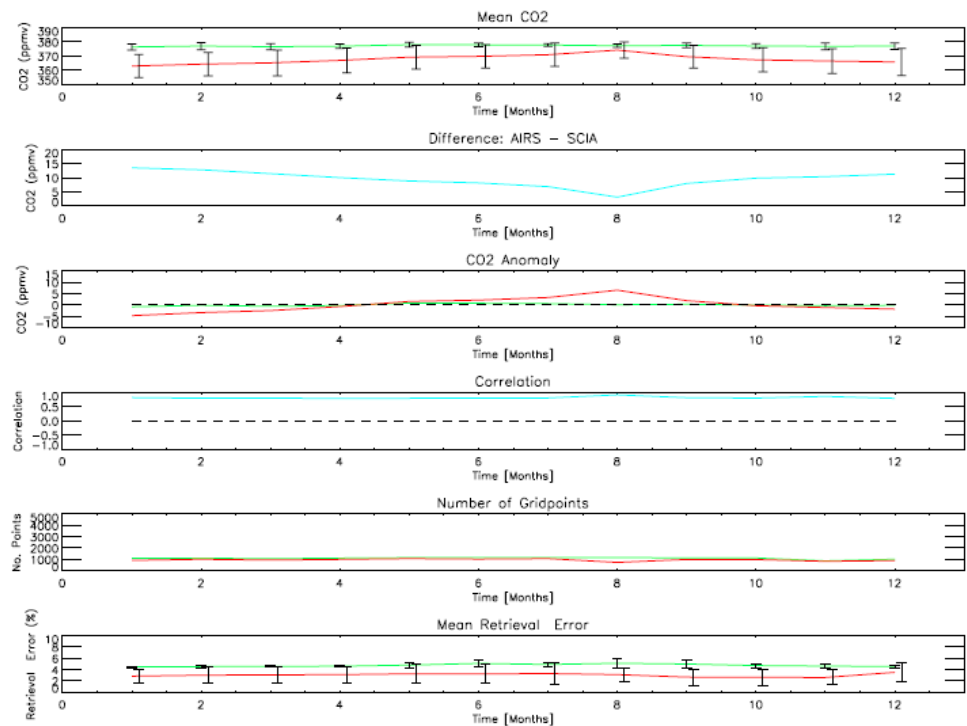 Mean CO2
CO2 (ppmv)
390
380
370
360
350
0 2 4 6 8 10 12
Time [Months]
Difference: AIRS - SCIA
CO2 (ppmv)
20
15
10
5
0
0 2 4 6 8 10 12
Time [Months]
CO2 Anomaly
CO2 (ppmv)
15
10
5
0
-5
-10
0 2 4 6 8 10 12
Time [Months]
Correlation
Correlation
1.0
0.5
0.0
-0.5
-1.0
0 2 4 6 8 10 12
Time [Months]
Number of Gridpoints
No. Points
5000
4000
3000
2000
1000
0
0 2 4 6 8 10 12
Time [Months]
Mean Retrieval Error
Retrieval Error (%)
10
8
6
4
2
0
0 2 4 6 8 10 12
Time [Months]